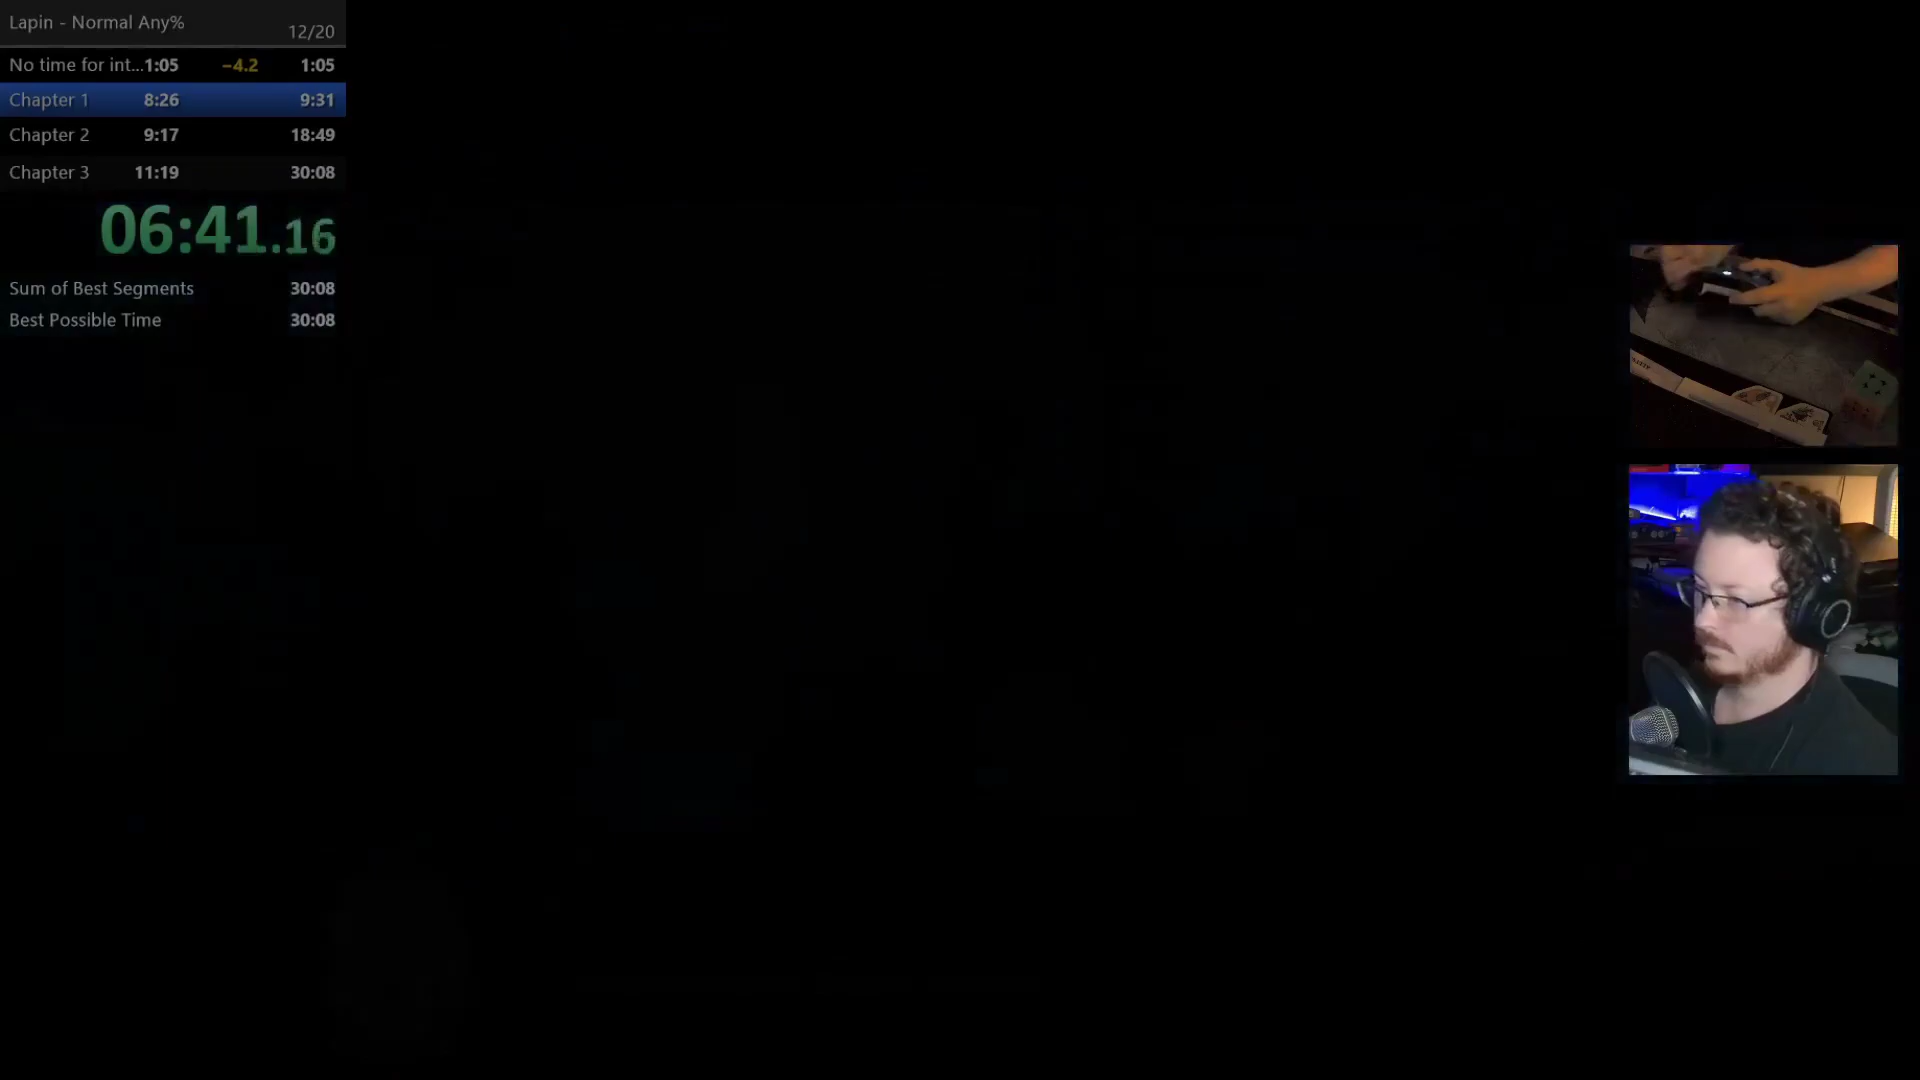 Lapin - Normal Any%
12/20
No time for int... 1:05 −4.2 1:05
Chapter 1 8:26 9:31
Chapter 2 9:17 18:49
Chapter 3 11:19 30:08
06:41.16
Sum of Best Segments 30:08
Best Possible Time 30:08